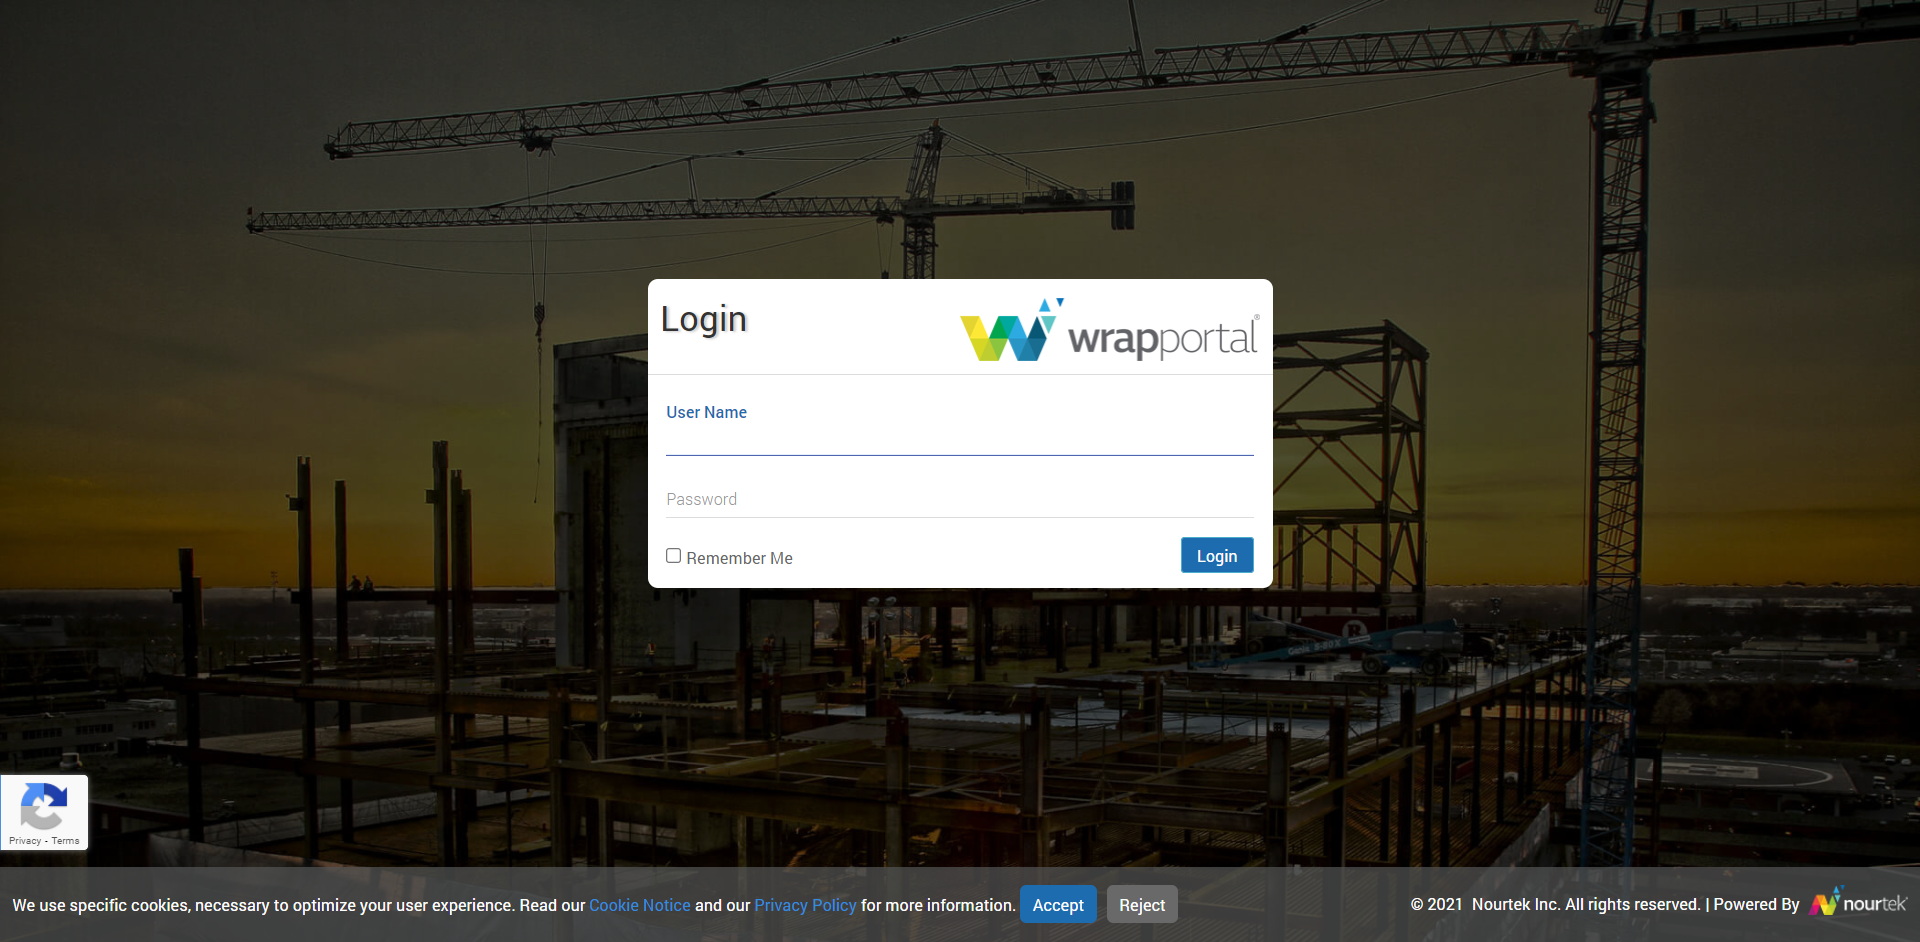 Login
wrapportal®
User Name
Password
Remember Me
Login
Genie S-80X
Privacy - Terms
We use specific cookies, necessary to optimize your user experience. Read our Cookie Notice and our Privacy Policy for more information. Accept Reject
© 2021 Nourtek Inc. All rights reserved. | Powered By nourtek